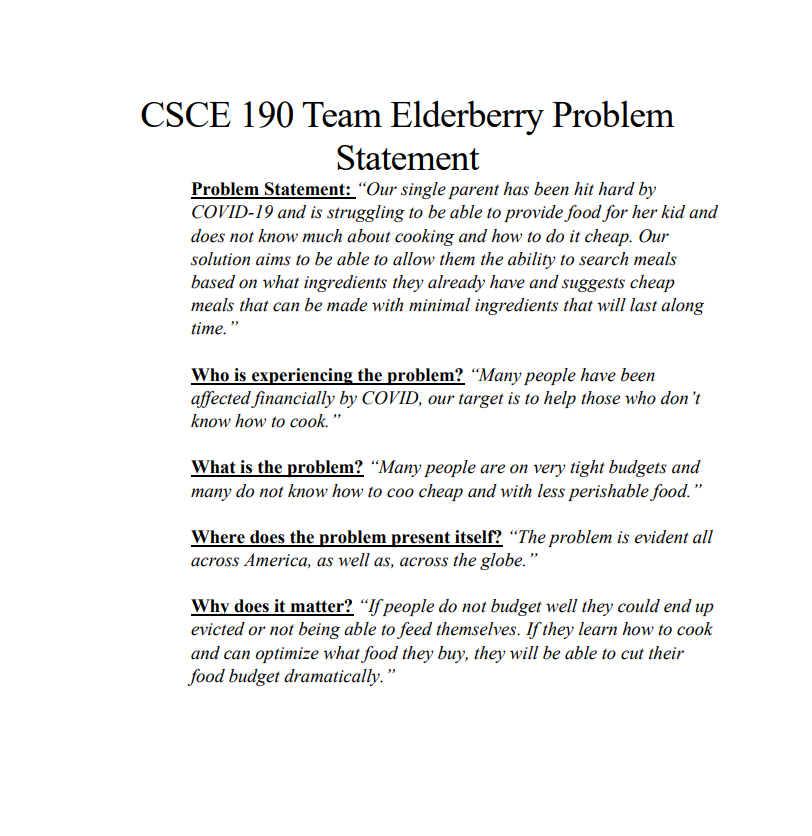 CSCE 190 Team Elderberry Problem
Statement
Problem Statement: “Our single parent has been hit hard by
COVID-19 and is struggling to be able to provide food for her kid and
does not know much about cooking and how to do it cheap. Our
solution aims to be able to allow them the ability to search meals
based on what ingredients they already have and suggests cheap
meals that can be made with minimal ingredients that will last along
time.”
Who is experiencing the problem? “Many people have been
affected financially by COVID, our target is to help those who don’t
know how to cook.”
What is the problem? “Many people are on very tight budgets and
many do not know how to coo cheap and with less perishable food.”
Where does the problem present itself? “The problem is evident all
across America, as well as, across the globe.”
Why does it matter? “If people do not budget well they could end up
evicted or not being able to feed themselves. If they learn how to cook
and can optimize what food they buy, they will be able to cut their
food budget dramatically.”